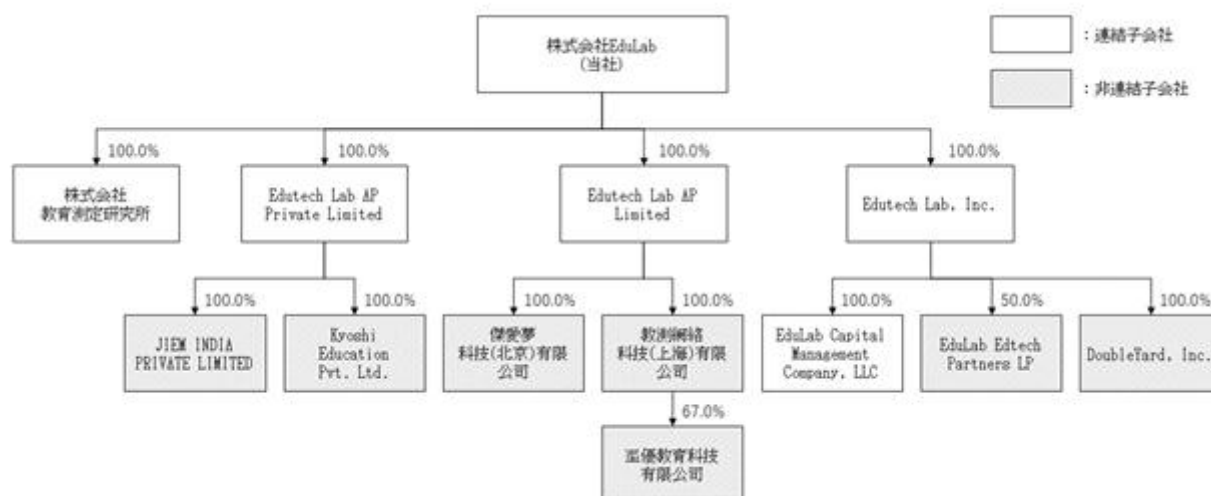 株式会社EduLab
(当社)
：連結子会社
：非連結子会社
100.0%
100.0%
100.0%
100.0%
株式会社
教育測定研究所
Edutech Lab AP
Private Limited
Edutech Lab AP
Limited
Edutech Lab, Inc.
100.0%
100.0%
100.0%
100.0%
100.0%
50.0%
100.0%
JIEM INDIA
PRIVATE LIMITED
Kyoshi
Education
Pvt. Ltd.
傑愛夢
科技(北京)有限
公司
教測網絡
科技(上海)有限
公司
EduLab Capital
Management
Company, LLC
EduLab Edtech
Partners LP
DoubleYard, Inc.
67.0%
優教育科技
有限公司